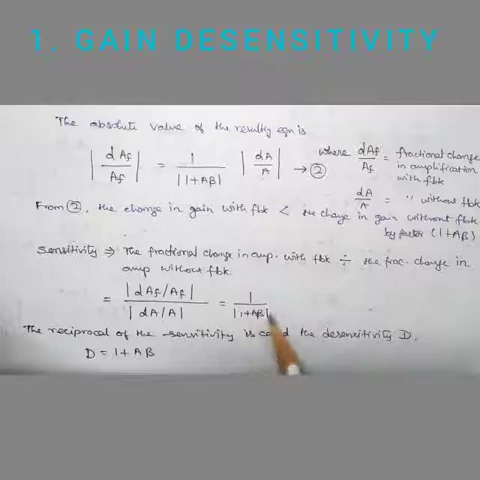 1. GAIN DESENSITIVITY
The absolute value of the resultg eqn is
| dAf / Af | = 1 / |1+Aβ| | dA / A | → ② where dAf / Af = fractional change in amplification with fbk
dA / A = " without fbk
From ②, the change in gain with fbk < the change in gain without fbk
by factor (1+Aβ)
Sensitivity ⇒ The fractional change in amp. with fbk ÷ the frac. change in
amp without fbk.
= | dAf/Af | / | dA/A | = 1 / |1+Aβ|
The reciprocal of the sensitivity is the desensitivity D.
D = 1+AB